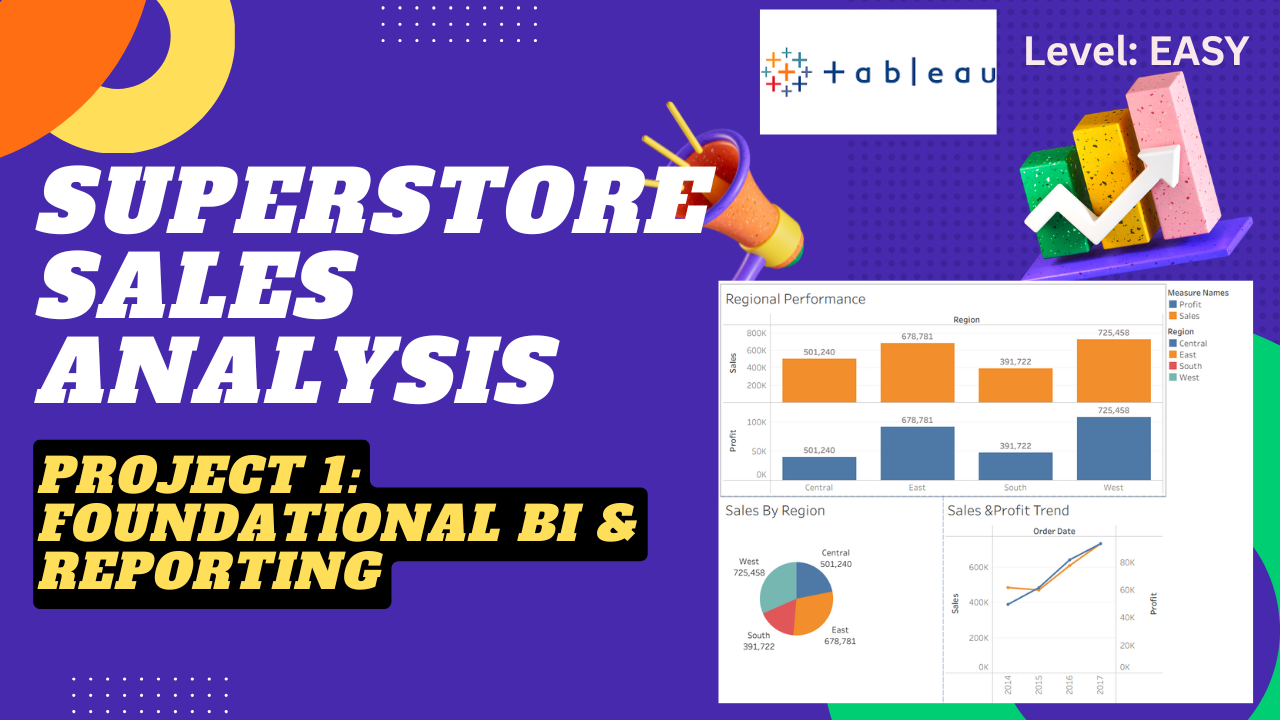 +ableau
Level: EASY
SUPERSTORE
SALES
ANALYSIS
PROJECT 1:
FOUNDATIONAL BI &
REPORTING
Regional Performance
Region
Sales
800K
600K
400K
200K
501,240
678,781
391,722
725,458
Profit
100K
50K
0K
501,240
678,781
391,722
725,458
Central
East
South
West
Measure Names
Profit
Sales
Region
Central
East
South
West
Sales By Region
West
725,458
Central
501,240
South
391,722
East
678,781
Sales &Profit Trend
Order Date
Sales
600K
400K
200K
0K
Profit
80K
60K
40K
20K
0K
2014
2015
2016
2017